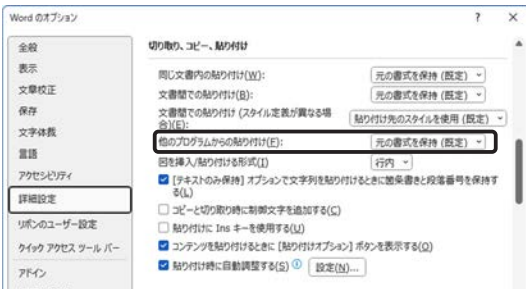 Word のオプション
? ×
全般
表示
文章校正
保存
文字体裁
言語
アクセシビリティ
詳細設定
リボンのユーザー設定
クイック アクセス ツール バー
アドイン
切り取り、コピー、貼り付け
同じ文書内の貼り付け(W): 元の書式を保持 (既定)
文書間での貼り付け(B): 元の書式を保持 (既定)
文書間での貼り付け (スタイル定義が異なる場
合)(E): 貼り付け先のスタイルを使用 (既定)
他のプログラムからの貼り付け(F): 元の書式を保持 (既定)
図を挿入/貼り付ける形式(I) 行内
[テキストのみ保持] オプションで文字列を貼り付けるときに箇条書きと段落番号を保持す
る(L)
コピーと切り取り時に制御文字を追加する(C)
貼り付けに Ins キーを使用する(U)
コンテンツを貼り付けるときに [貼り付けオプション] ボタンを表示する(O)
貼り付け時に自動調整する(S) 設定(N)...